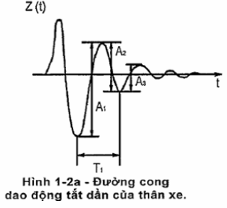 Z (t)
A₂
A₃
t
A₁
T₁
Hình 1-2a - Đường cong
dao động tắt dần của thân xe.